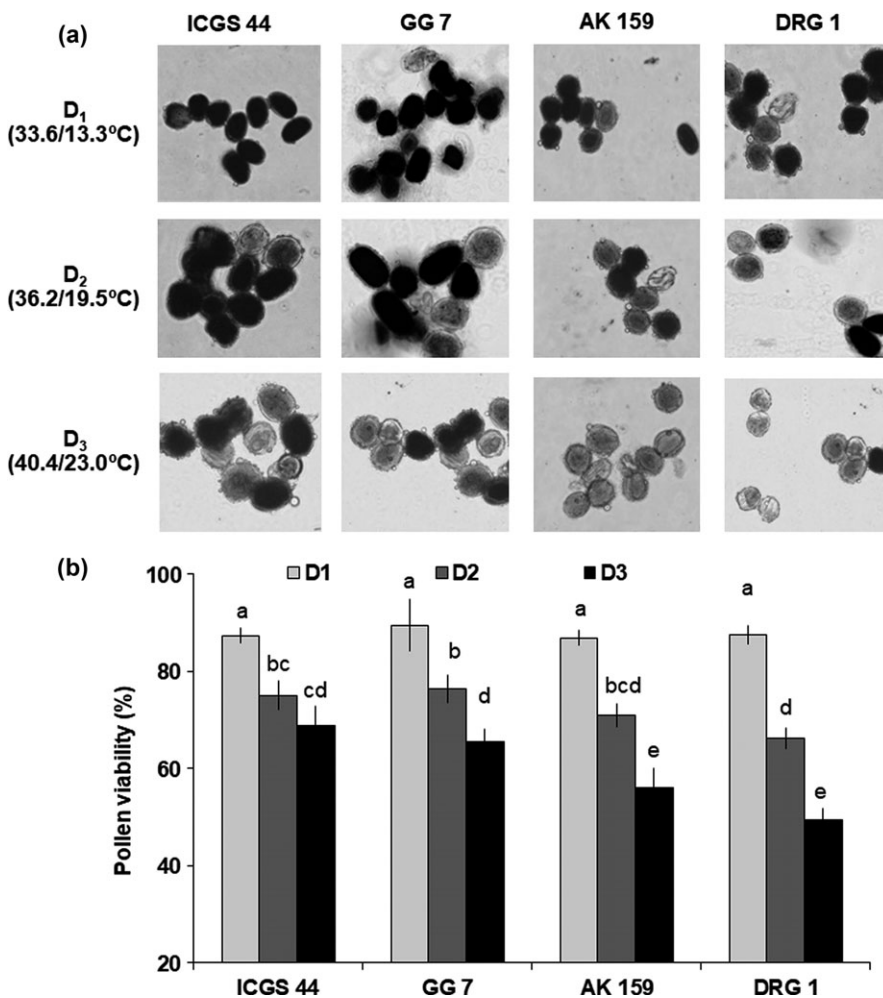 (a)
ICGS 44 GG 7 AK 159 DRG 1
D1
(33.6/13.3ºC)
D2
(36.2/19.5ºC)
D3
(40.4/23.0ºC)
(b)
D1 D2 D3
Pollen viability (%)
100
80
60
40
20
a bc cd
a b d
a bcd e
a d e
ICGS 44 GG 7 AK 159 DRG 1